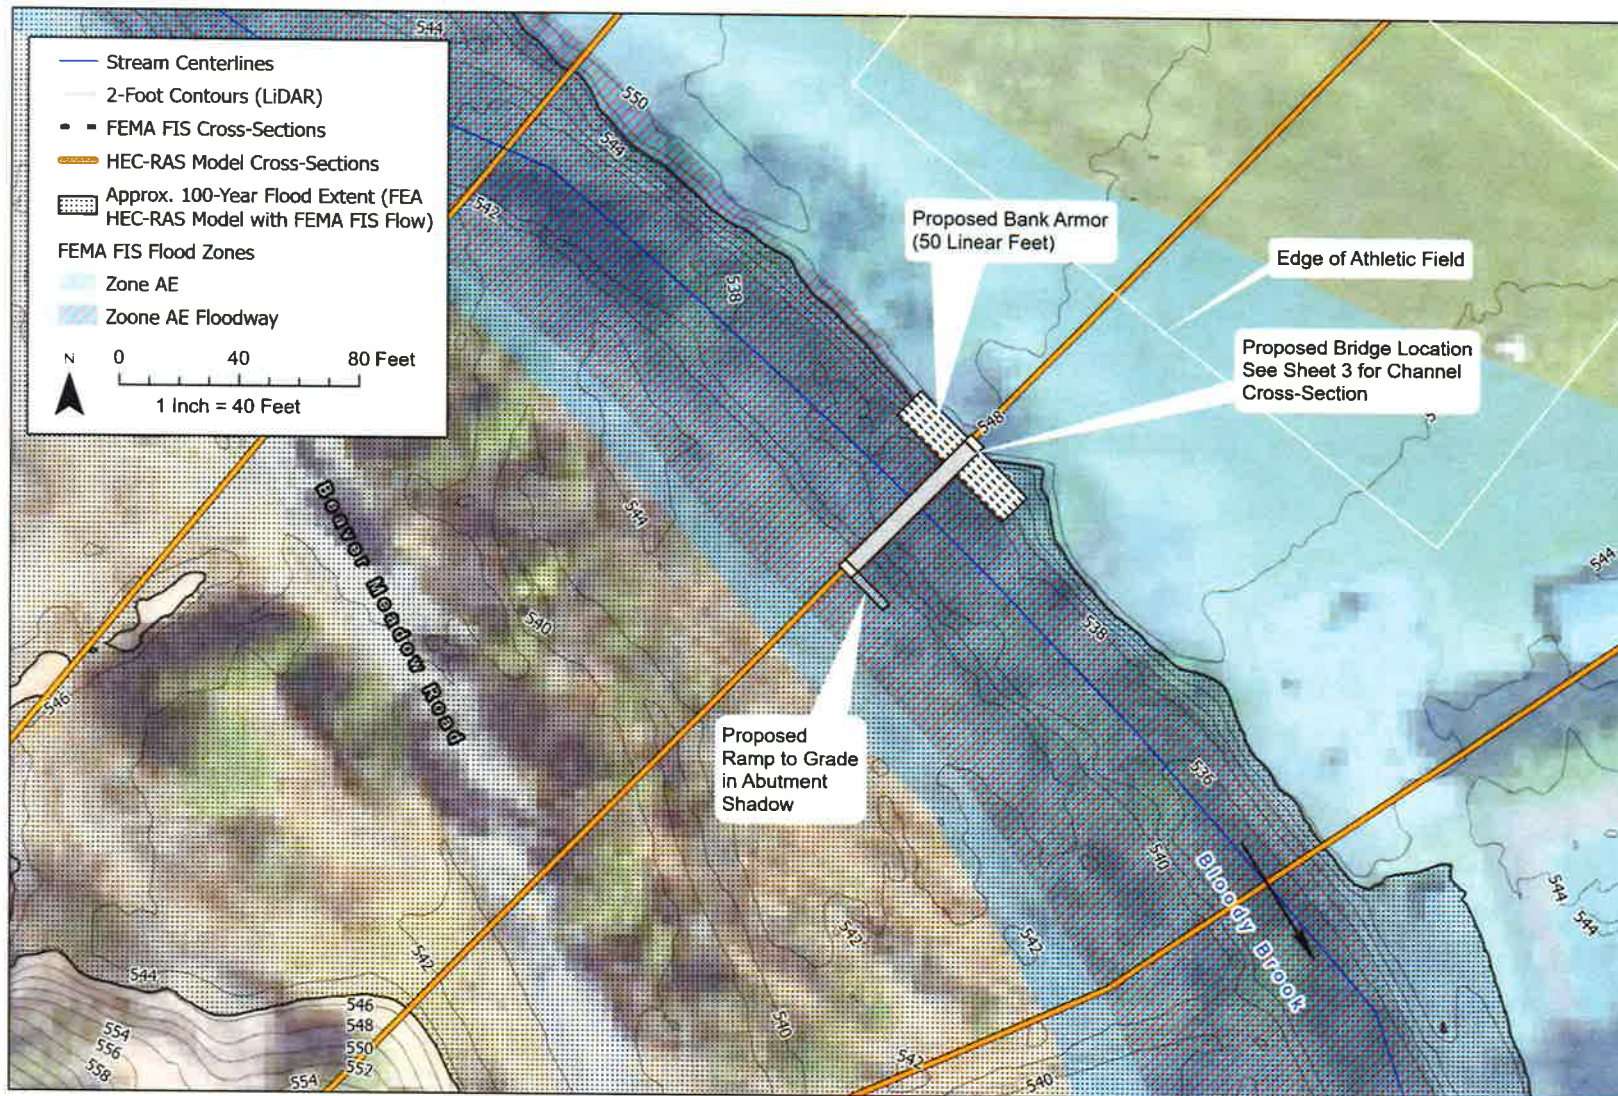 Stream Centerlines
2-Foot Contours (LiDAR)
FEMA FIS Cross-Sections
HEC-RAS Model Cross-Sections
Approx. 100-Year Flood Extent (FEA
HEC-RAS Model with FEMA FIS Flow)
FEMA FIS Flood Zones
Zone AE
Zoone AE Floodway
N
0 40 80 Feet
1 Inch = 40 Feet
544
550
544
542
538
Proposed Bank Armor
(50 Linear Feet)
Edge of Athletic Field
Proposed Bridge Location
See Sheet 3 for Channel
Cross-Section
548
544
Beaver Meadow Road
540
538
544
546
Proposed
Ramp to Grade
in Abutment
Shadow
536
540
Bloody Brook
544
544
542
542
542
544
546
548
550
552
554
556
558
554
540
542
540